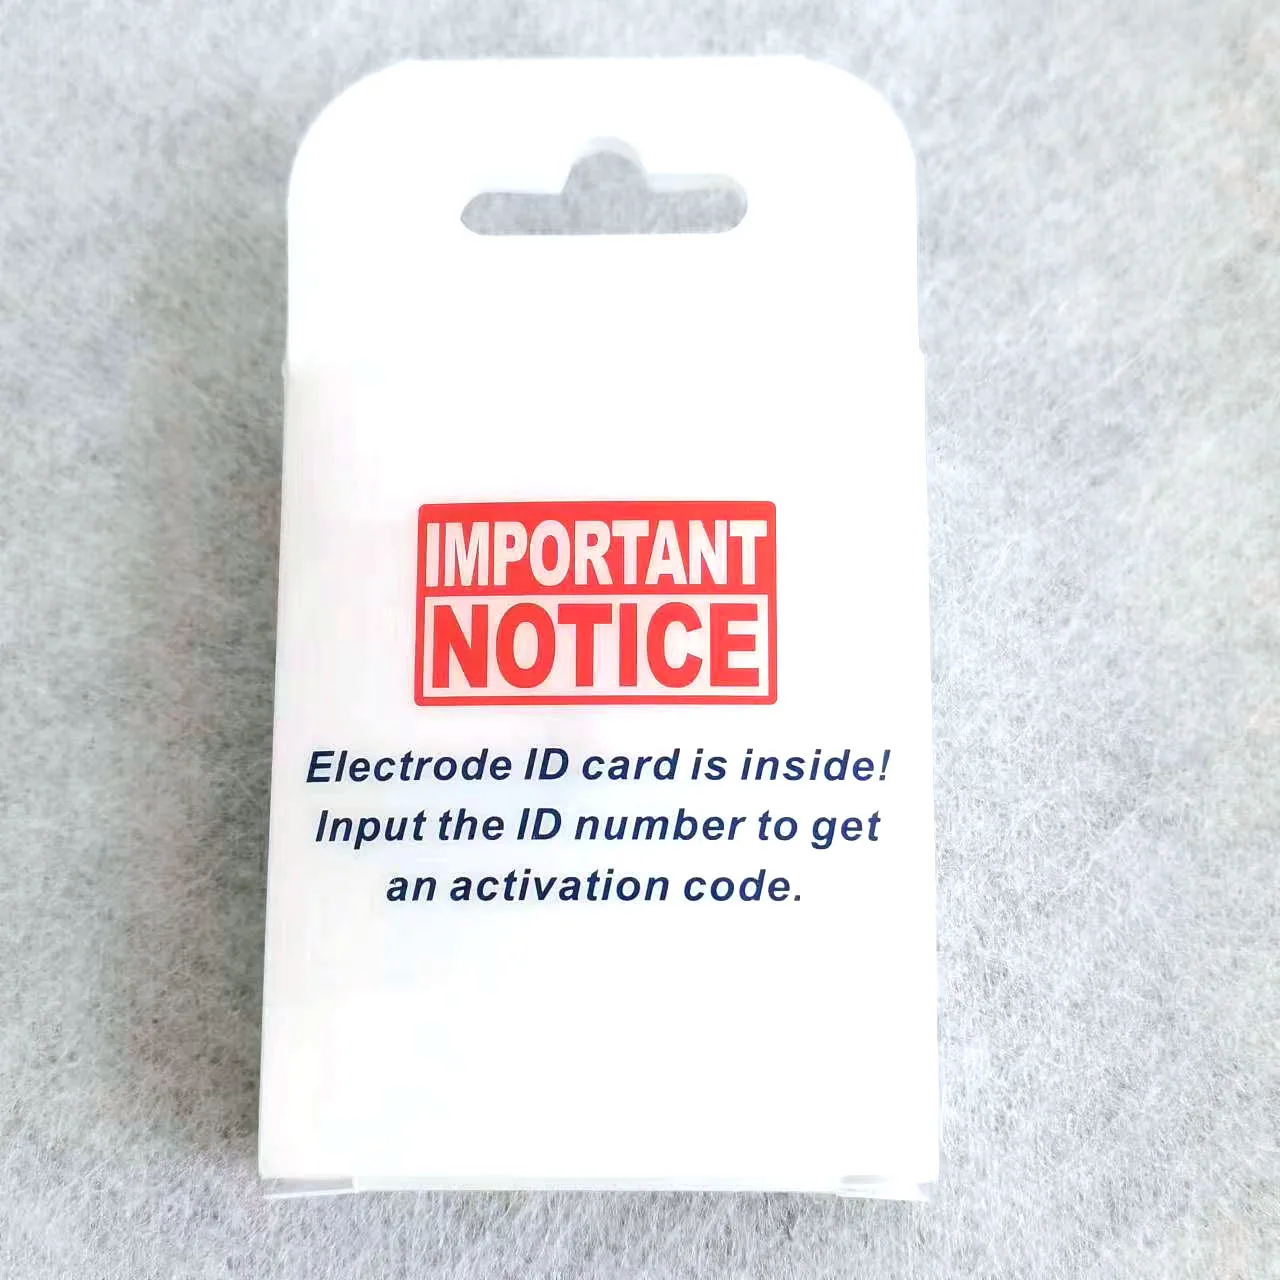 IMPORTANT
NOTICE
Electrode ID card is inside!
Input the ID number to get
an activation code.